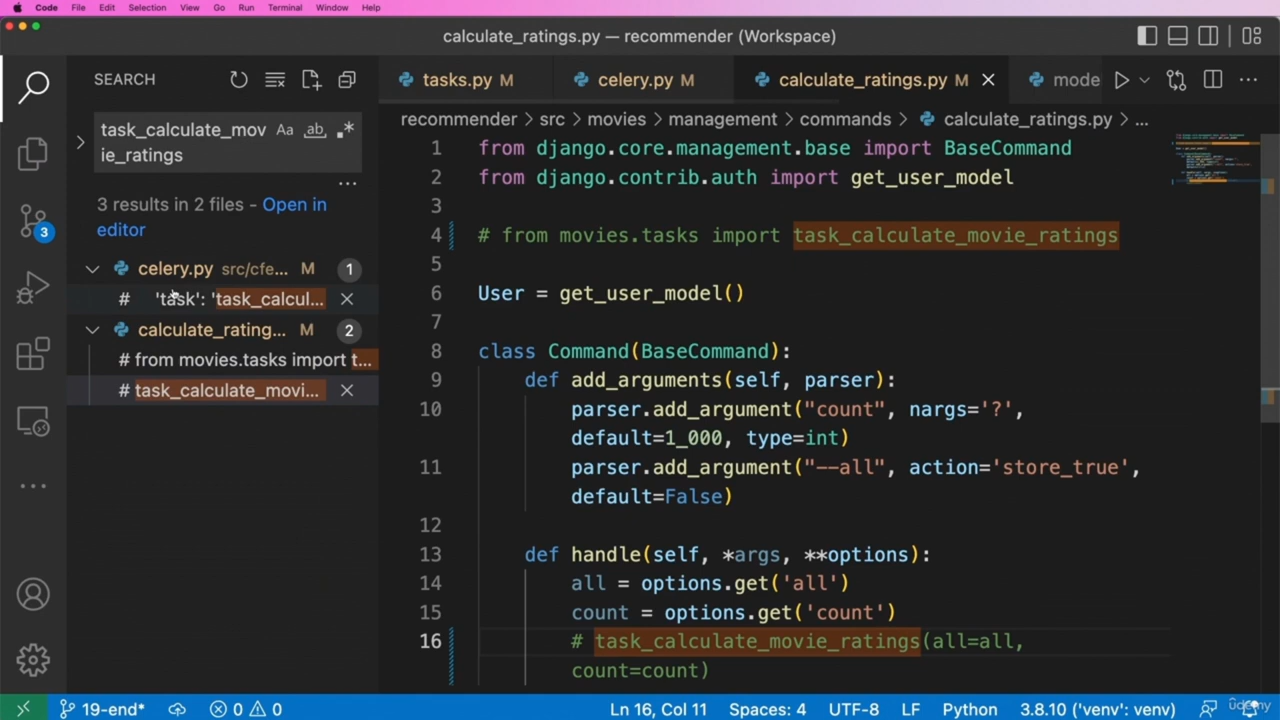 Code File Edit Selection View Go Run Terminal Window Help
calculate_ratings.py — recommender (Workspace)
SEARCH
task_calculate_mov
ie_ratings
Aa ab .*
...
3 results in 2 files - Open in
editor
celery.py src/cfe... M 1
# 'task': 'task_calcul...
calculate_rating... M 2
# from movies.tasks import t...
# task_calculate_movi...
3
tasks.py M celery.py M calculate_ratings.py M mode
recommender > src > movies > management > commands > calculate_ratings.py > ...
1 from django.core.management.base import BaseCommand
2 from django.contrib.auth import get_user_model
3
4 # from movies.tasks import task_calculate_movie_ratings
5
6 User = get_user_model()
7
8 class Command(BaseCommand):
9 def add_arguments(self, parser):
10 parser.add_argument("count", nargs='?',
default=1_000, type=int)
11 parser.add_argument("--all", action='store_true',
default=False)
12
13 def handle(self, *args, **options):
14 all = options.get('all')
15 count = options.get('count')
16 # task_calculate_movie_ratings(all=all,
count=count)
19-end* 0 0 Ln 16, Col 11 Spaces: 4 UTF-8 LF Python 3.8.10 ('venv': venv)
udemy